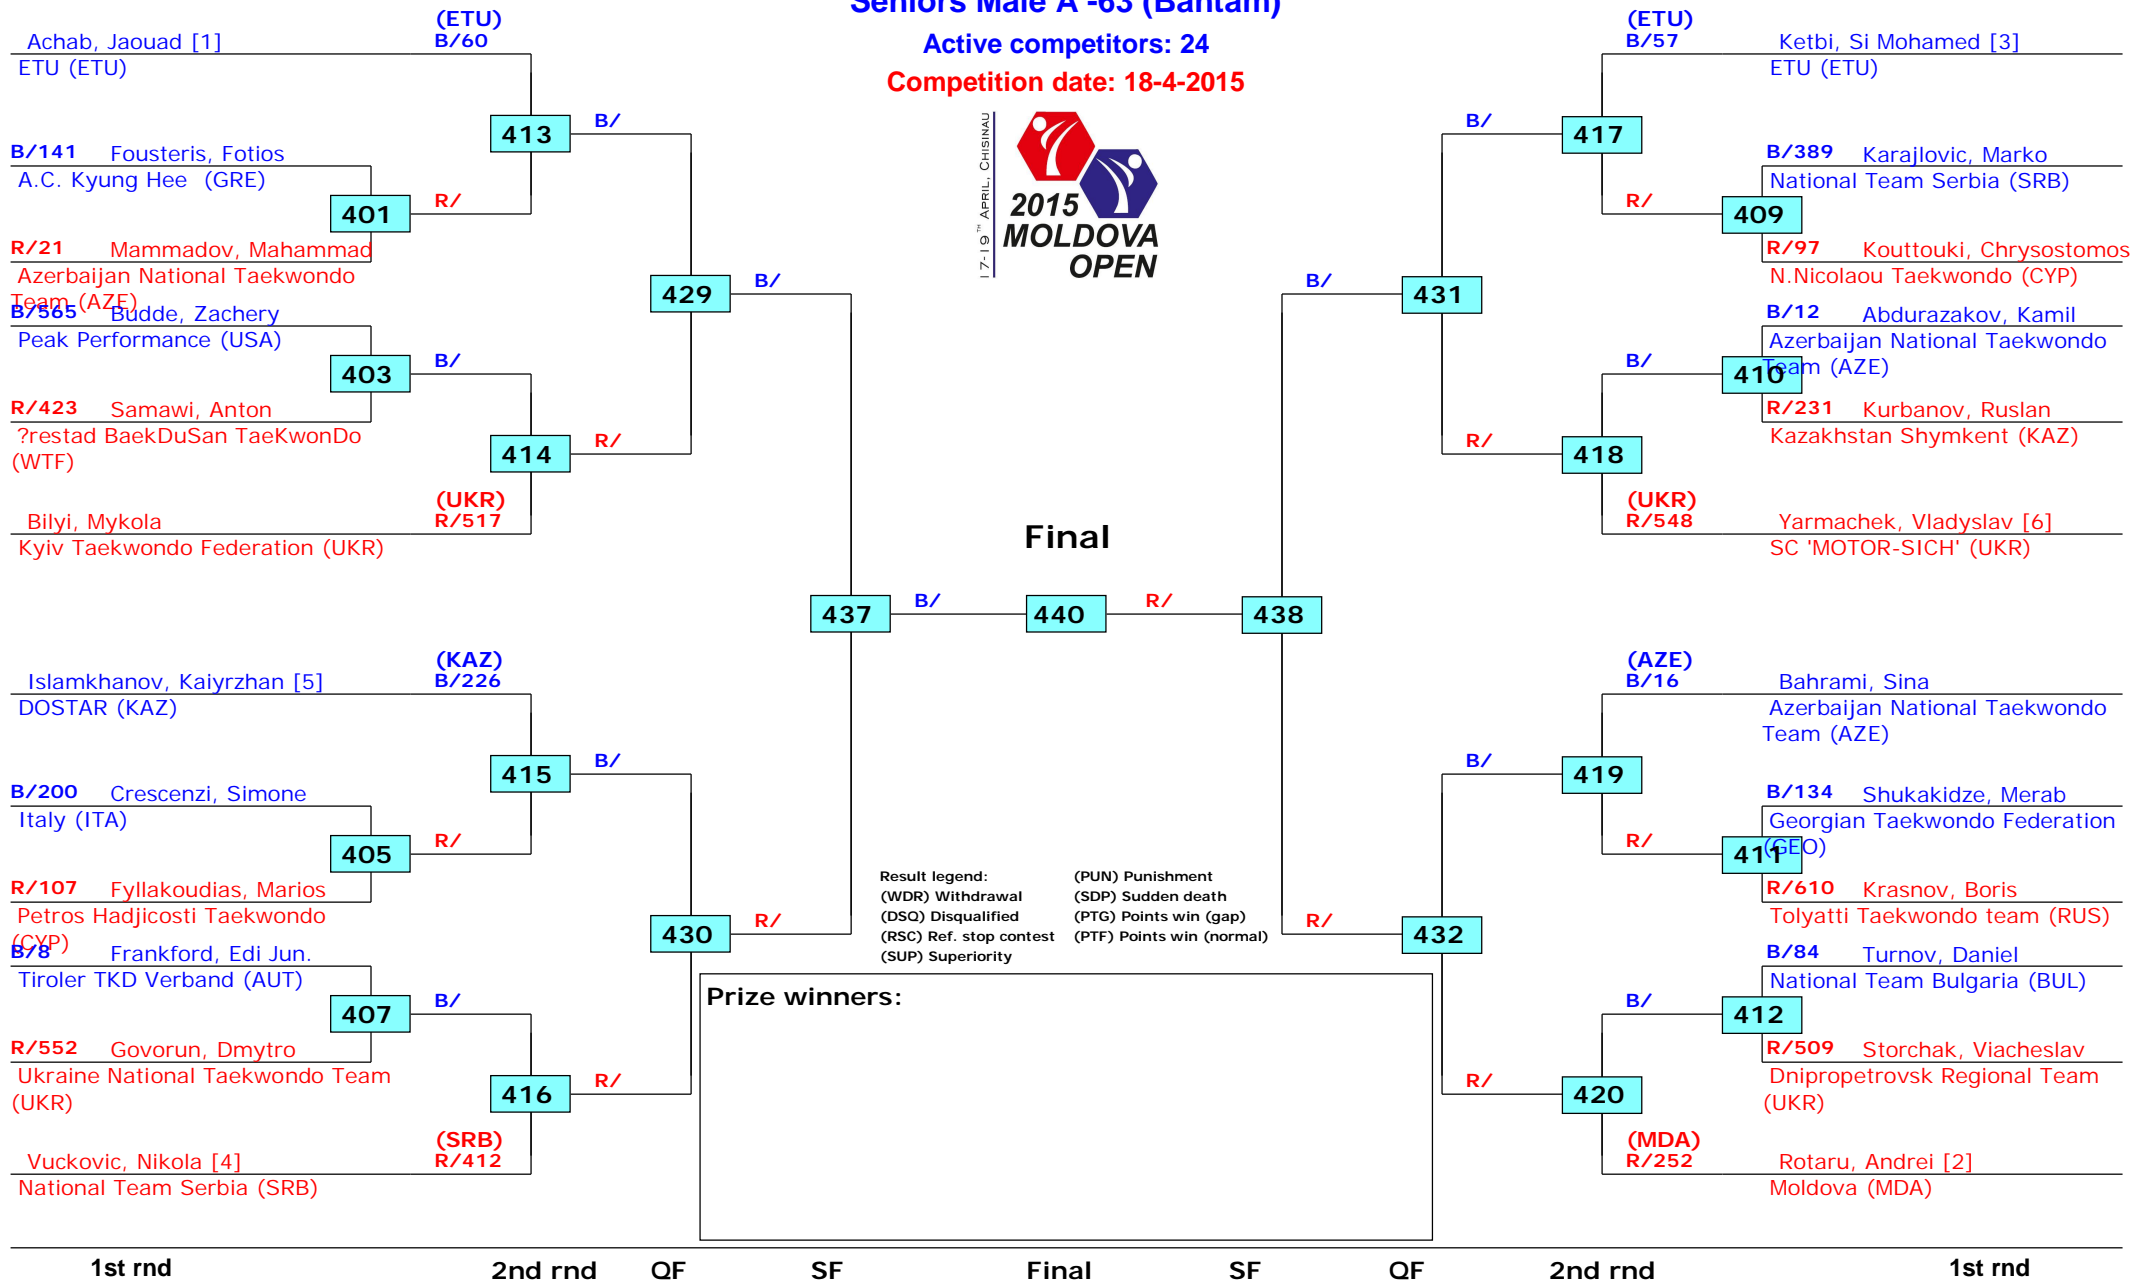 Seniors Male A -63 (Bantam)
Active competitors: 24
Competition date: 18-4-2015
17-19TH APRIL, CHISINAU
2015
MOLDOVA
OPEN
(ETU)
Achab, Jaouad [1] B/60
ETU (ETU)
413 B/
B/141 Fousteris, Fotios
A.C. Kyung Hee (GRE)
401 R/
R/21 Mammadov, Mahammad
Azerbaijan National Taekwondo
Team (AZE)
429 B/
B/565 Budde, Zachery
Peak Performance (USA)
403 B/
R/423 Samawi, Anton
?restad BaekDuSan TaeKwonDo
(WTF)
414 R/
(UKR)
Bilyi, Mykola R/517
Kyiv Taekwondo Federation (UKR)
437 B/
(KAZ)
Islamkhanov, Kaiyrzhan [5] B/226
DOSTAR (KAZ)
415 B/
B/200 Crescenzi, Simone
Italy (ITA)
405 R/
R/107 Fyllakoudias, Marios
Petros Hadjicosti Taekwondo
(CYP)
430 R/
B/8 Frankford, Edi Jun.
Tiroler TKD Verband (AUT)
407 B/
R/552 Govorun, Dmytro
Ukraine National Taekwondo Team
(UKR)
416 R/
(SRB)
Vuckovic, Nikola [4] R/412
National Team Serbia (SRB)
Final
440
(ETU)
B/57 Ketbi, Si Mohamed [3]
ETU (ETU)
B/ 417
B/389 Karajlovic, Marko
National Team Serbia (SRB)
R/ 409
R/97 Kouttouki, Chrysostomos
N.Nicolaou Taekwondo (CYP)
B/ 431
B/12 Abdurazakov, Kamil
Azerbaijan National Taekwondo
Team (AZE)
B/ 410
R/231 Kurbanov, Ruslan
Kazakhstan Shymkent (KAZ)
R/ 418
(UKR)
R/548 Yarmachek, Vladyslav [6]
SC 'MOTOR-SICH' (UKR)
R/ 438
(AZE)
B/16 Bahrami, Sina
Azerbaijan National Taekwondo
Team (AZE)
B/ 419
B/134 Shukakidze, Merab
Georgian Taekwondo Federation
(GEO)
R/ 411
R/610 Krasnov, Boris
Tolyatti Taekwondo team (RUS)
R/ 432
B/84 Turnov, Daniel
National Team Bulgaria (BUL)
B/ 412
R/509 Storchak, Viacheslav
Dnipropetrovsk Regional Team
(UKR)
R/ 420
(MDA)
R/252 Rotaru, Andrei [2]
Moldova (MDA)
Result legend: (PUN) Punishment
(WDR) Withdrawal (SDP) Sudden death
(DSQ) Disqualified (PTG) Points win (gap)
(RSC) Ref. stop contest (PTF) Points win (normal)
(SUP) Superiority
Prize winners:
1st rnd 2nd rnd QF SF Final SF QF 2nd rnd 1st rnd